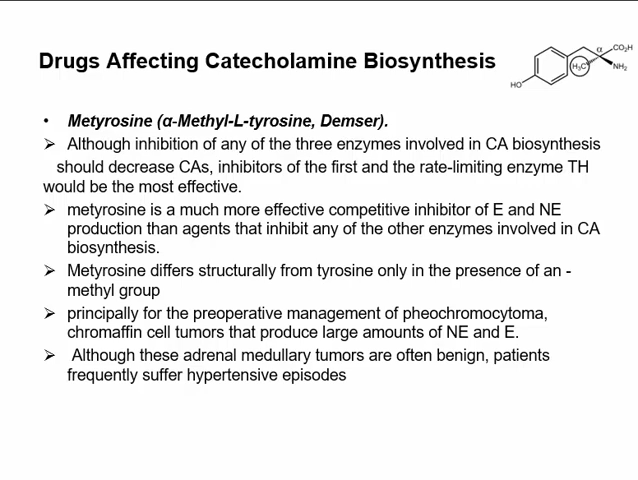 Drugs Affecting Catecholamine Biosynthesis
α
CO₂H
H₃C
NH₂
HO
• Metyrosine (α-Methyl-L-tyrosine, Demser).
➢ Although inhibition of any of the three enzymes involved in CA biosynthesis
should decrease CAs, inhibitors of the first and the rate-limiting enzyme TH
would be the most effective.
➢ metyrosine is a much more effective competitive inhibitor of E and NE
production than agents that inhibit any of the other enzymes involved in CA
biosynthesis.
➢ Metyrosine differs structurally from tyrosine only in the presence of an -
methyl group
➢ principally for the preoperative management of pheochromocytoma,
chromaffin cell tumors that produce large amounts of NE and E.
➢ Although these adrenal medullary tumors are often benign, patients
frequently suffer hypertensive episodes